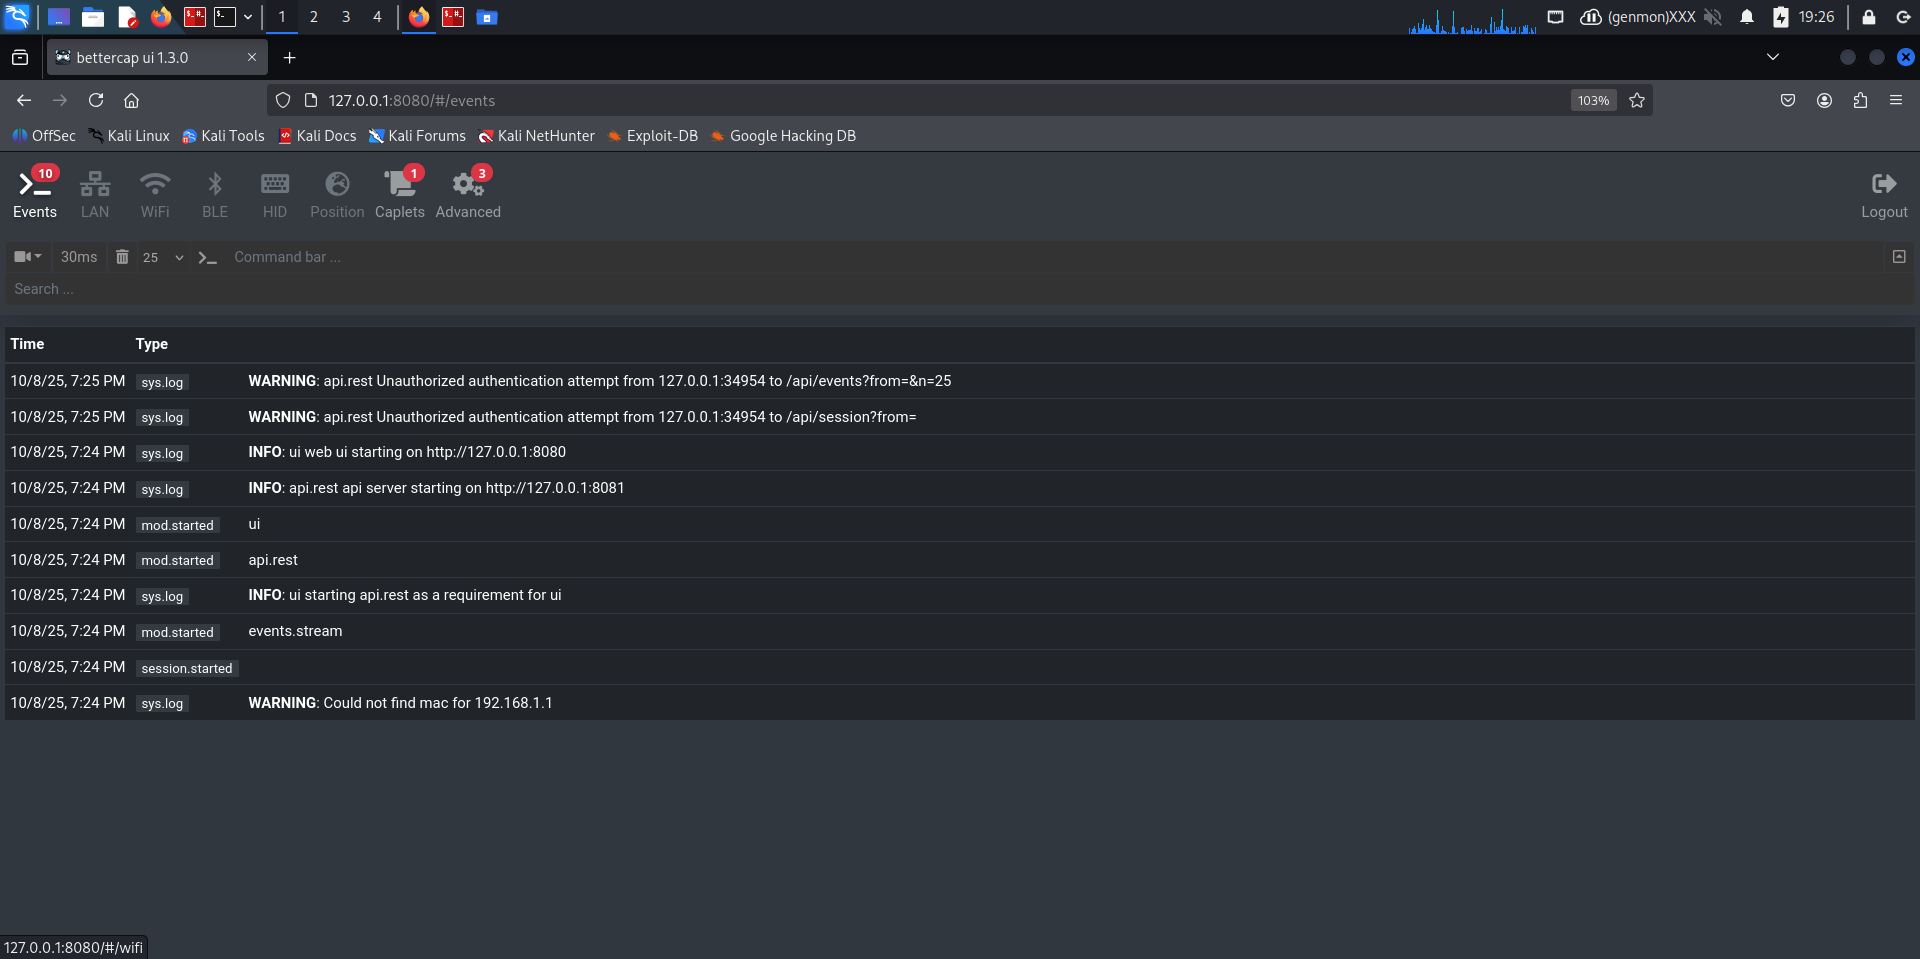 1 2 3 4 (genmon)XXX 19:26
bettercap ui 1.3.0
127.0.0.1:8080/#/events 103%
OffSec Kali Linux Kali Tools Kali Docs Kali Forums Kali NetHunter Exploit-DB Google Hacking DB
10 1 3
Events LAN WiFi BLE HID Position Caplets Advanced Logout
30ms 25 Command bar ...
Search ...
Time Type
10/8/25, 7:25 PM sys.log WARNING: api.rest Unauthorized authentication attempt from 127.0.0.1:34954 to /api/events?from=&n=25
10/8/25, 7:25 PM sys.log WARNING: api.rest Unauthorized authentication attempt from 127.0.0.1:34954 to /api/session?from=
10/8/25, 7:24 PM sys.log INFO: ui web ui starting on http://127.0.0.1:8080
10/8/25, 7:24 PM sys.log INFO: api.rest api server starting on http://127.0.0.1:8081
10/8/25, 7:24 PM mod.started ui
10/8/25, 7:24 PM mod.started api.rest
10/8/25, 7:24 PM sys.log INFO: ui starting api.rest as a requirement for ui
10/8/25, 7:24 PM mod.started events.stream
10/8/25, 7:24 PM session.started
10/8/25, 7:24 PM sys.log WARNING: Could not find mac for 192.168.1.1
127.0.0.1:8080/#/wifi